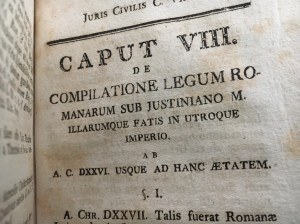 JURIS CIVILIS C.
CAPUT VIII.
DE
COMPILATIONE LEGUM RO-
MANARUM SUB JUSTINIANO M.
ILLARUMQUE FATIS IN UTROQUE
IMPERIO.
AB
A. C. DXXVI. USQUE AD HANC ÆTATEM.
§. I.
A. CHR. DXXVII. Talis fuerat Romanæ